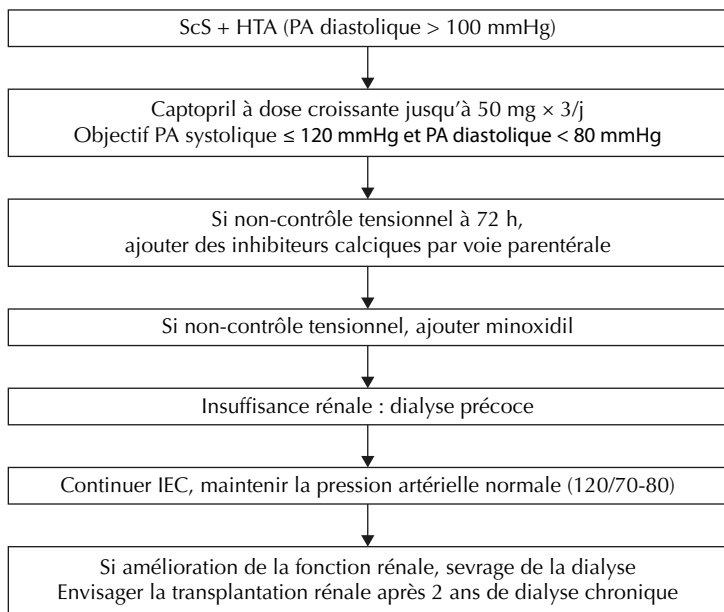 ScS + HTA (PA diastolique > 100 mmHg)
Captopril à dose croissante jusqu’à 50 mg × 3/j
Objectif PA systolique ≤ 120 mmHg et PA diastolique < 80 mmHg
Si non-contrôle tensionnel à 72 h,
ajouter des inhibiteurs calciques par voie parentérale
Si non-contrôle tensionnel, ajouter minoxidil
Insuffisance rénale : dialyse précoce
Continuer IEC, maintenir la pression artérielle normale (120/70-80)
Si amélioration de la fonction rénale, sevrage de la dialyse
Envisager la transplantation rénale après 2 ans de dialyse chronique